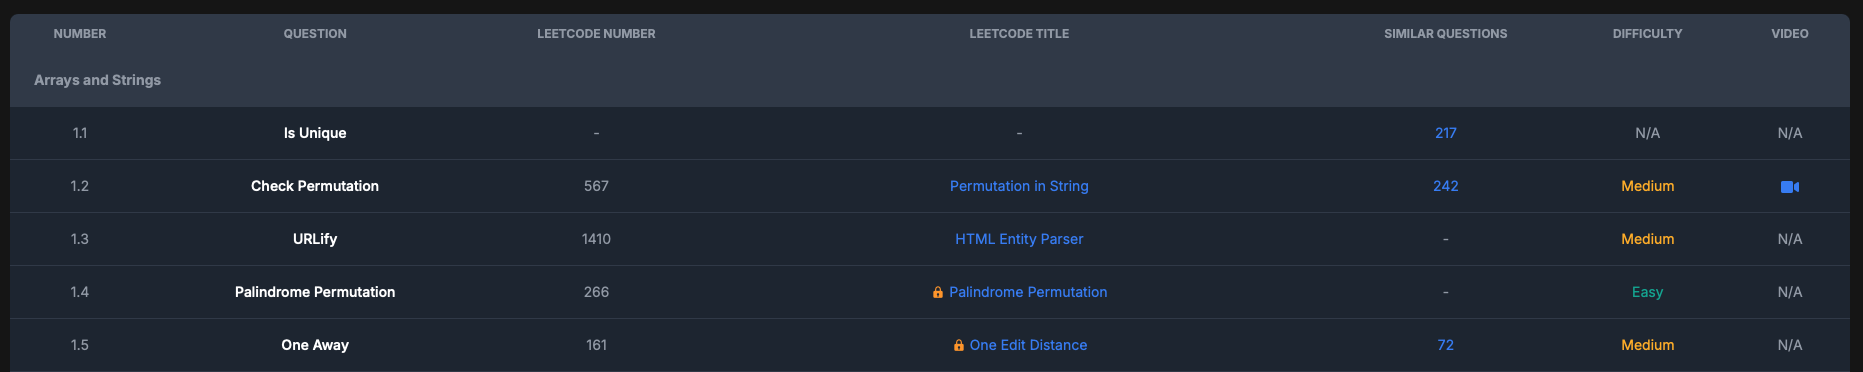 NUMBER QUESTION LEETCODE NUMBER LEETCODE TITLE SIMILAR QUESTIONS DIFFICULTY VIDEO
Arrays and Strings
1.1 Is Unique - - 217 N/A N/A
1.2 Check Permutation 567 Permutation in String 242 Medium
1.3 URLify 1410 HTML Entity Parser - Medium N/A
1.4 Palindrome Permutation 266 Palindrome Permutation - Easy N/A
1.5 One Away 161 One Edit Distance 72 Medium N/A